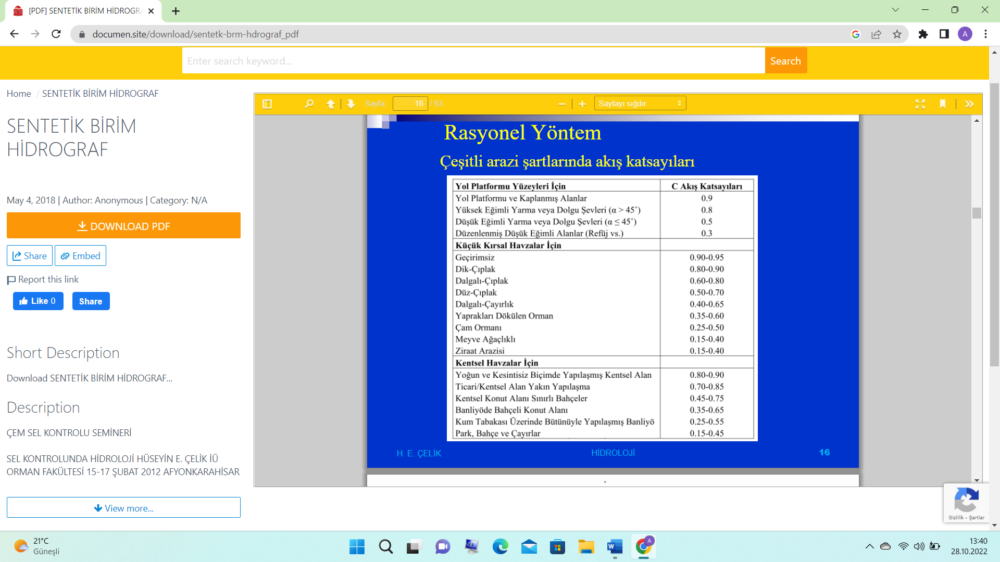 [PDF] SENTETİK BİRİM HİDROGRA
documen.site/download/sentetk-brm-hdrograf_pdf
A
Enter search keyword...
Search
Home / SENTETİK BİRİM HİDROGRAF
SENTETİK BİRİM
HİDROGRAF
May 4, 2018 | Author: Anonymous | Category: N/A
DOWNLOAD PDF
Share
Embed
Report this link
Like 0
Share
Short Description
Download SENTETİK BİRİM HİDROGRAF...
Description
ÇEM SEL KONTROLU SEMİNERİ
SEL KONTROLUNDA HİDROLOJİ HÜSEYİN E. ÇELİK İÜ
ORMAN FAKÜLTESİ 15-17 ŞUBAT 2012 AFYONKARAHİSAR
View more...
Sayfa: 16 / 63
Sayfayı sığdır
Rasyonel Yöntem
Çeşitli arazi şartlarında akış katsayıları
Yol Platformu Yüzeyleri İçin C Akış Katsayıları
Yol Platformu ve Kaplanmış Alanlar 0.9
Yüksek Eğimli Yarma veya Dolgu Şevleri (α > 45˚) 0.8
Düşük Eğimli Yarma veya Dolgu Şevleri (α ≤ 45˚) 0.5
Düzenlenmiş Düşük Eğimli Alanlar (Refüj vs.) 0.3
Küçük Kırsal Havzalar İçin
Geçirimsiz 0.90-0.95
Dik-Çıplak 0.80-0.90
Dalgalı-Çıplak 0.60-0.80
Düz-Çıplak 0.50-0.70
Dalgalı-Çayırlık 0.40-0.65
Yaprakları Dökülen Orman 0.35-0.60
Çam Ormanı 0.25-0.50
Meyve Ağaçlıklı 0.15-0.40
Ziraat Arazisi 0.15-0.40
Kentsel Havzalar İçin
Yoğun ve Kesintisiz Biçimde Yapılaşmış Kentsel Alan 0.80-0.90
Ticari/Kentsel Alan Yakın Yapılaşma 0.70-0.85
Kentsel Konut Alanı Sınırlı Bahçeler 0.45-0.75
Banliyöde Bahçeli Konut Alanı 0.35-0.65
Kum Tabakası Üzerinde Bütünüyle Yapılaşmış Banliyö 0.25-0.55
Park, Bahçe ve Çayırlar 0.15-0.45
H. E. ÇELİK HİDROLOJİ 16
Gizlilik - Şartlar
21°C
Güneşli
A
13:40
28.10.2022